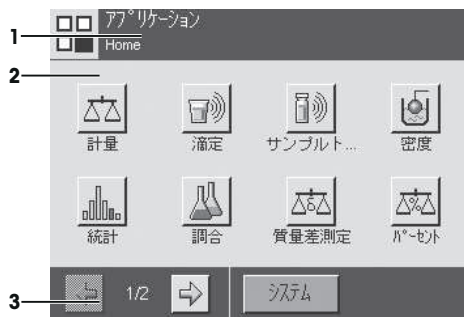 アプリケーション
1
Home
2
計量
滴定
サンプルト...
密度
統計
調合
質量差測定
パーセント
3
1/2
システム